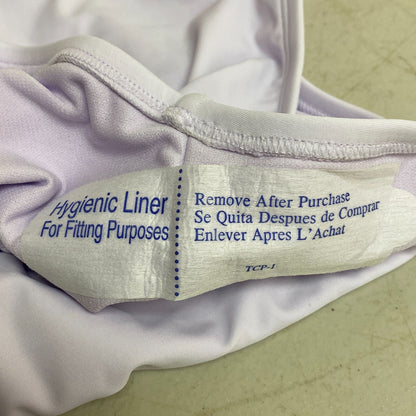 Hygienic Liner
For Fitting Purposes
Remove After Purchase
Se Quita Despues de Comprar
Enlever Apres L'Achat
TCP-1